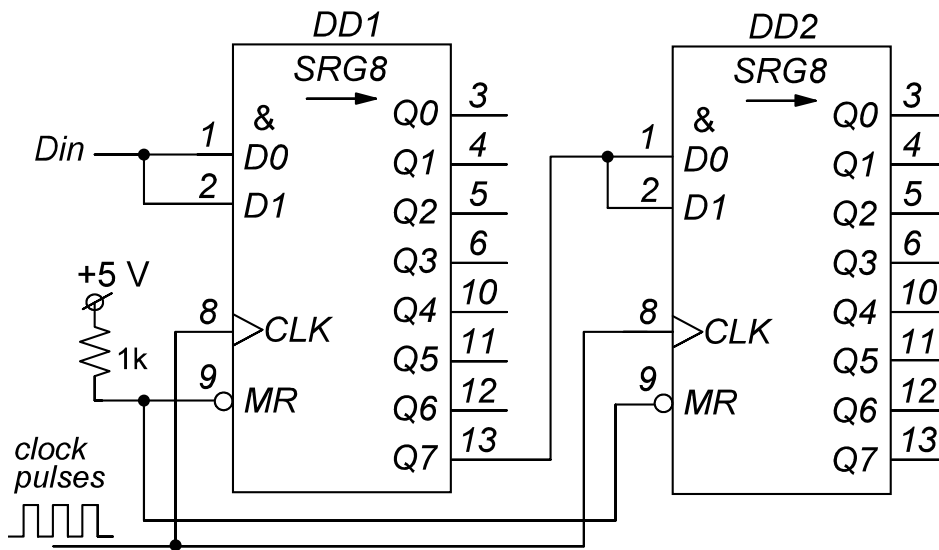 DD1
SRG8
&
Din
1
D0
2
D1
+5 V
1k
8
CLK
9
MR
clock
pulses
Q0
3
Q1
4
Q2
5
Q3
6
Q4
10
Q5
11
Q6
12
Q7
13
DD2
SRG8
&
1
D0
2
D1
8
CLK
9
MR
Q0
3
Q1
4
Q2
5
Q3
6
Q4
10
Q5
11
Q6
12
Q7
13